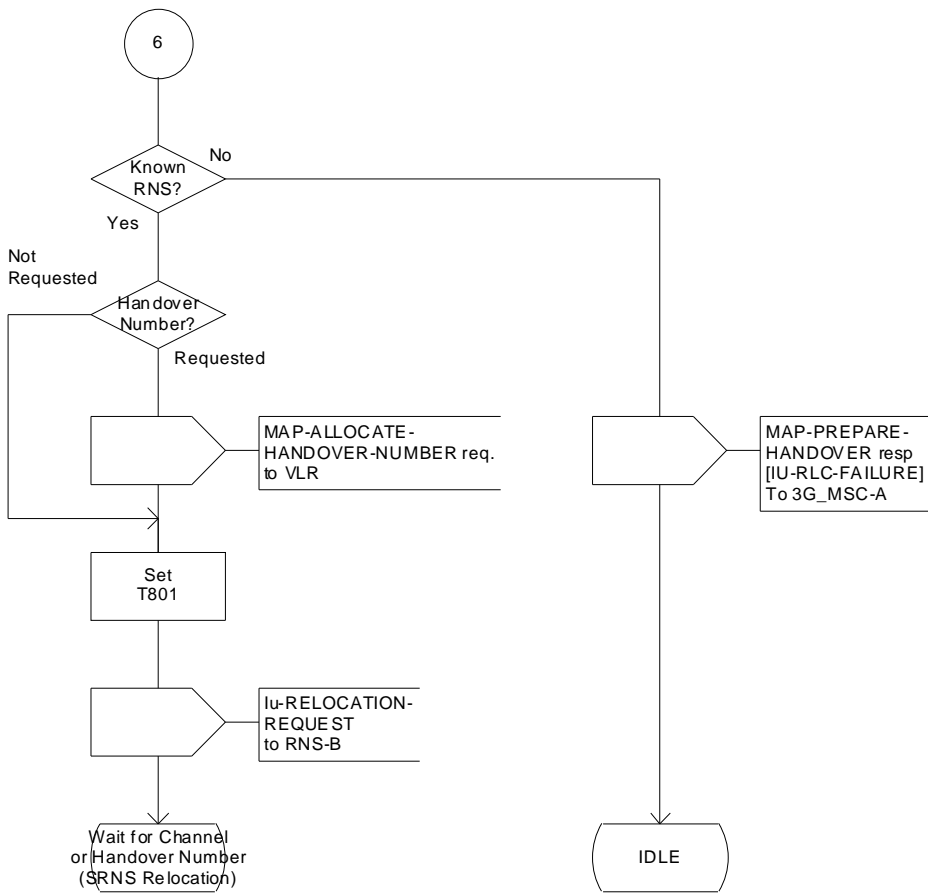 6
Known
RNS?
No
Yes
Not
Requested
Handover
Number?
Requested
MAP-ALLOCATE-
HANDOVER-NUMBER req.
to VLR
MAP-PREPARE-
HANDOVER resp
[IU-RLC-FAILURE]
To 3G_MSC-A
Set
T801
Iu-RELOCATION-
REQUEST
to RNS-B
Wait for Channel
or Handover Number
(SRNS Relocation)
IDLE